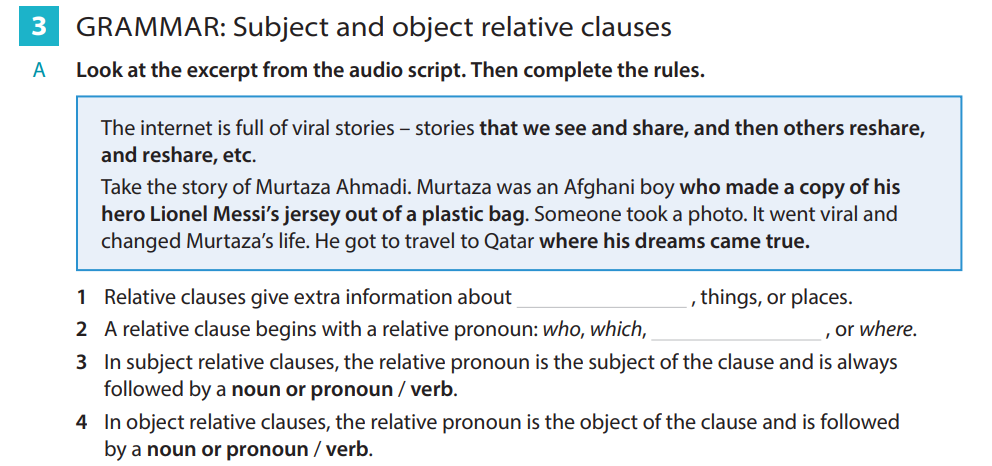 3 GRAMMAR: Subject and object relative clauses
A Look at the excerpt from the audio script. Then complete the rules.
The internet is full of viral stories – stories that we see and share, and then others reshare,
and reshare, etc.
Take the story of Murtaza Ahmadi. Murtaza was an Afghani boy who made a copy of his
hero Lionel Messi’s jersey out of a plastic bag. Someone took a photo. It went viral and
changed Murtaza’s life. He got to travel to Qatar where his dreams came true.
1 Relative clauses give extra information about ________________ , things, or places.
2 A relative clause begins with a relative pronoun: who, which, ________________ , or where.
3 In subject relative clauses, the relative pronoun is the subject of the clause and is always
followed by a noun or pronoun / verb.
4 In object relative clauses, the relative pronoun is the object of the clause and is followed
by a noun or pronoun / verb.